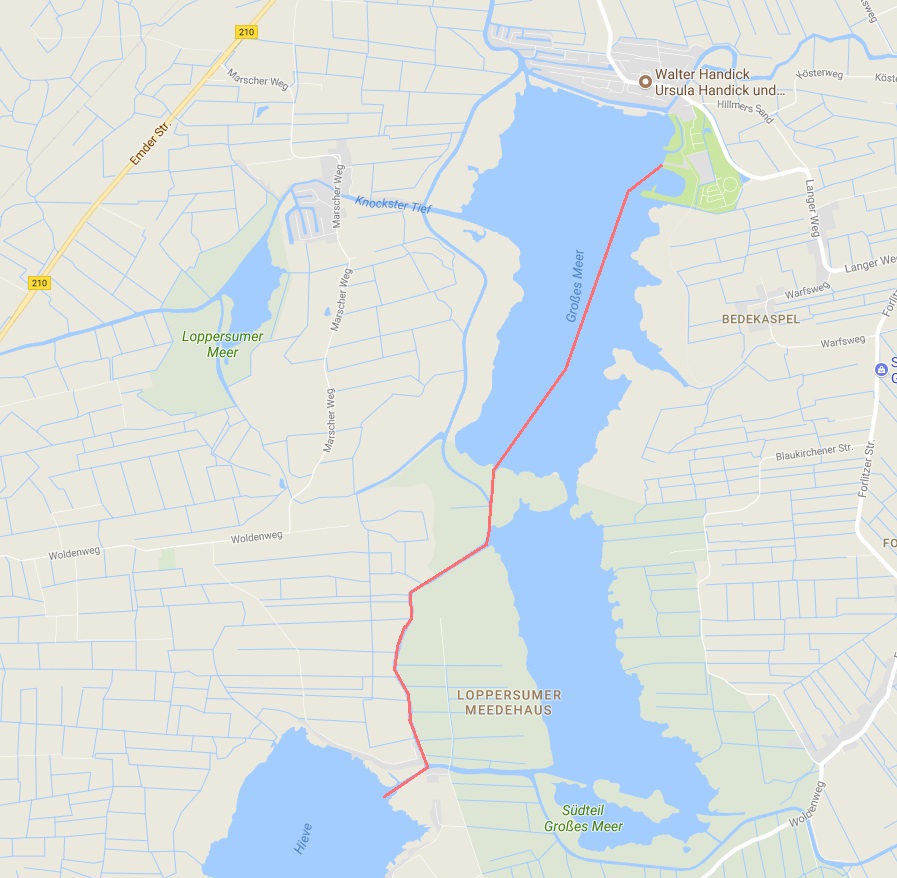 210
Marscher Weg
Emder Str.
Walter Handick
Ursula Handick und...
Hillmers Sand
Kösterweg
Marscher Weg
Knockster Tief
Langer Weg
Großes Meer
210
Marscher Weg
Loppersumer
Meer
Warfsweg
BEDEKASPEL
Warfsweg
Marscher Weg
Blaukirchener Str.
Forlitzer Str.
Woldenweg
Woldenweg
LOPPERSUMER
MEEDEHAUS
Südteil
Großes Meer
Hieve
Woldenweg